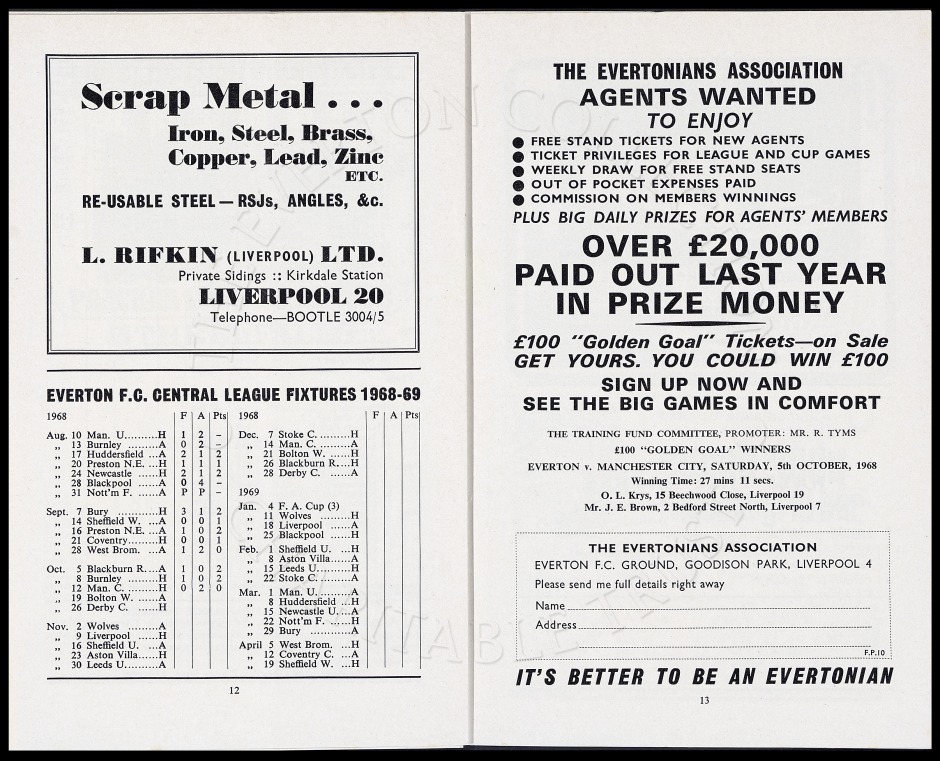 Scrap Metal . . .
Iron, Steel, Brass,
Copper, Lead, Zinc
ETC.
RE-USABLE STEEL — RSJs, ANGLES, &c.
L. RIFKIN (LIVERPOOL) LTD.
Private Sidings :: Kirkdale Station
LIVERPOOL 20
Telephone—BOOTLE 3004/5
EVERTON F.C. CENTRAL LEAGUE FIXTURES 1968-69
1968 F A Pts
Aug. 10 Man. U.........H 1 2 –
„ 13 Burnley ........A 0 2 –
„ 17 Huddersfield ...A 2 1 2
„ 20 Preston N.E. ...H 1 1 1
„ 24 Newcastle ......H 2 1 2
„ 28 Blackpool ......A 0 4 –
„ 31 Nott'm F. ......A P P –
Sept. 7 Bury ............H 3 1 2
„ 14 Sheffield W. ...A 0 0 1
„ 16 Preston N.E. ...A 1 0 2
„ 21 Coventry.......H 0 0 1
„ 28 West Brom. ...A 1 2 0
Oct. 5 Blackburn R....A 1 0 2
„ 8 Burnley .........H 1 0 2
„ 12 Man. C. .........H 0 2 0
„ 19 Bolton W. ......A
„ 26 Derby C. ......H
Nov. 2 Wolves .........A
„ 9 Liverpool ......H
„ 16 Sheffield U. ...A
„ 23 Aston Villa......H
„ 30 Leeds U.........A
1968 F A Pts
Dec. 7 Stoke C. .........H
„ 14 Man. C. .........A
„ 21 Bolton W. ......H
„ 26 Blackburn R....H
„ 28 Derby C. ......A
1969
Jan. 4 F. A. Cup (3)
„ 11 Wolves .........H
„ 18 Liverpool ......A
„ 25 Blackpool ......H
Feb. 1 Sheffield U. ...H
„ 8 Aston Villa......A
„ 15 Leeds U.........H
„ 22 Stoke C. .........A
Mar. 1 Man. U. .........A
„ 8 Huddersfield ...H
„ 15 Newcastle U. ...A
„ 22 Nott'm F. ......H
„ 29 Bury ............A
April 5 West Brom. ...H
„ 12 Coventry C. ...A
„ 19 Sheffield W. ...H
12
THE EVERTONIANS ASSOCIATION
AGENTS WANTED
TO ENJOY
● FREE STAND TICKETS FOR NEW AGENTS
● TICKET PRIVILEGES FOR LEAGUE AND CUP GAMES
● WEEKLY DRAW FOR FREE STAND SEATS
● OUT OF POCKET EXPENSES PAID
● COMMISSION ON MEMBERS WINNINGS
PLUS BIG DAILY PRIZES FOR AGENTS' MEMBERS
OVER £20,000
PAID OUT LAST YEAR
IN PRIZE MONEY
£100 "Golden Goal" Tickets—on Sale
GET YOURS. YOU COULD WIN £100
SIGN UP NOW AND
SEE THE BIG GAMES IN COMFORT
THE TRAINING FUND COMMITTEE, PROMOTER: MR. R. TYMS
£100 "GOLDEN GOAL" WINNERS
EVERTON v. MANCHESTER CITY, SATURDAY, 5th OCTOBER, 1968
Winning Time: 27 mins 11 secs.
O. L. Krys, 15 Beechwood Close, Liverpool 19
Mr. J. E. Brown, 2 Bedford Street North, Liverpool 7
THE EVERTONIANS ASSOCIATION
EVERTON F.C. GROUND, GOODISON PARK, LIVERPOOL 4
Please send me full details right away
Name
Address
F.P.10
IT'S BETTER TO BE AN EVERTONIAN
13